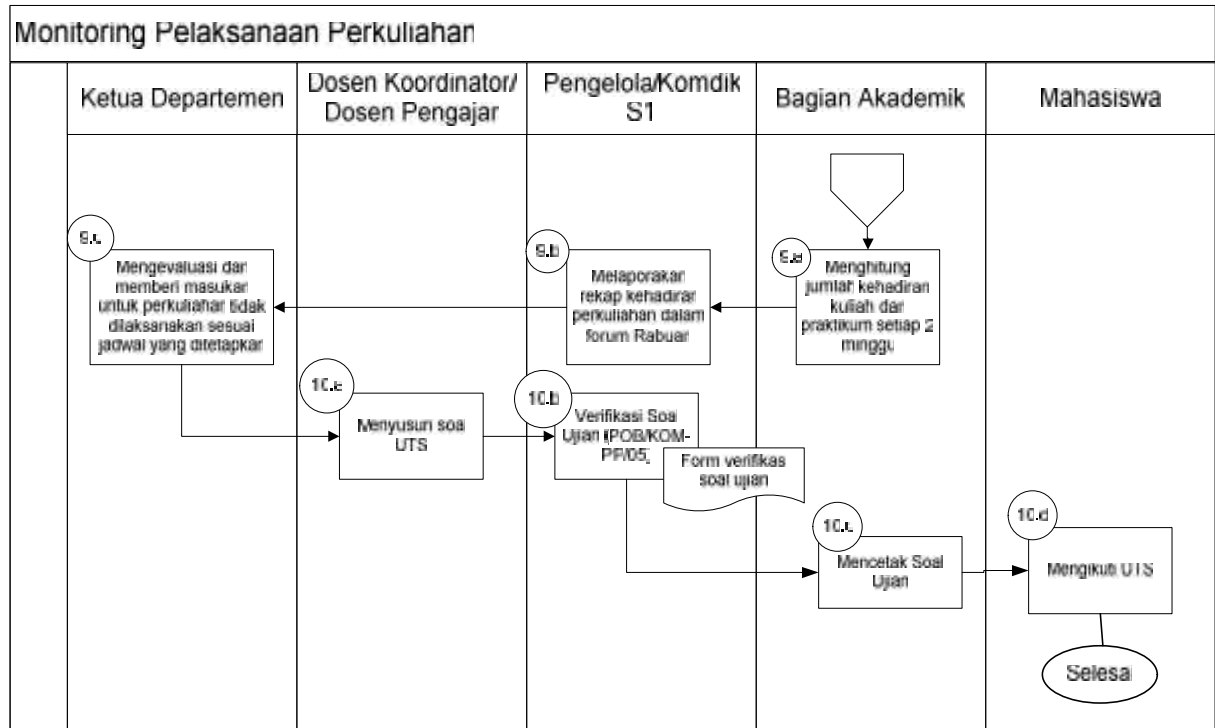 Monitoring Pelaksanaan Perkuliahan
Ketua Departemen
Dosen Koordinator/
Dosen Pengajar
Pengelola/Komdik
S1
Bagian Akademik
Mahasiswa
9.c
Mengevaluasi dan
memberi masukan
untuk perkuliahan tidak
dilaksanakan sesuai
jadwal yang ditetapkan
9.b
Melaporakan
rekap kehadiran
perkuliahan dalam
forum Rabuan
9.a
Menghitung
jumlah kehadiran
kuliah dan
praktikum setiap 2
minggu
10.a
Menyusun soal
UTS
10.b
Verifikasi Soal
Ujian (POB/KOM-
PP/05)
Form verifikasi
soal ujian
10.c
Mencetak Soal
Ujian
10.d
Mengikuti UTS
Selesai